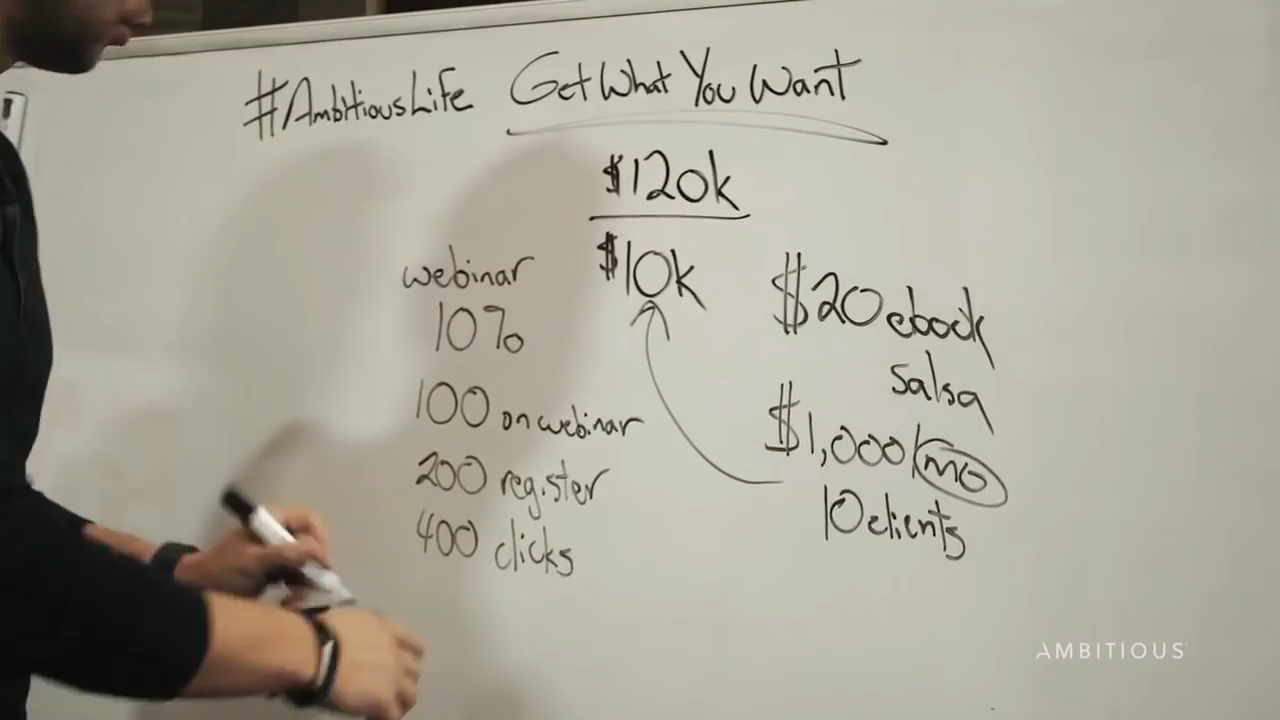 #AmbitiousLife Get What You Want
$120k
$10k
webinar
10%
100 on webinar
200 register
400 clicks
$20 ebook
salsa
$1,000/mo
10 clients
AMBITIOUS